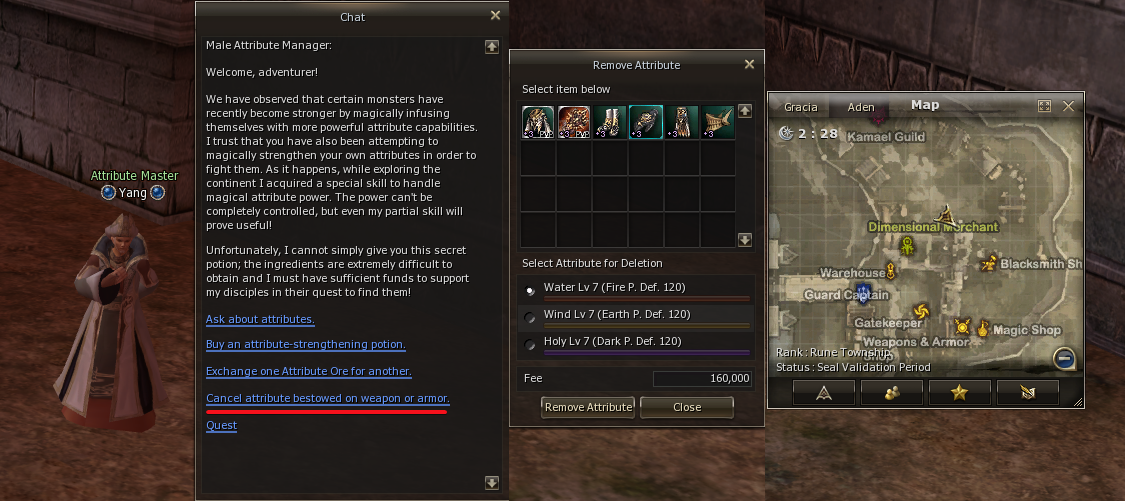 Attribute Master
Yang
Chat
Male Attribute Manager:
Welcome, adventurer!
We have observed that certain monsters have
recently become stronger by magically infusing
themselves with more powerful attribute capabilities.
I trust that you have also been attempting to
magically strengthen your own attributes in order to
fight them. As it happens, while exploring the
continent I acquired a special skill to handle
magical attribute power. The power can't be
completely controlled, but even my partial skill will
prove useful!
Unfortunately, I cannot simply give you this secret
potion; the ingredients are extremely difficult to
obtain and I must have sufficient funds to support
my disciples in their quest to find them!
Ask about attributes.
Buy an attribute-strengthening potion.
Exchange one Attribute Ore for another.
Cancel attribute bestowed on weapon or armor.
Quest
Remove Attribute
Select item below
+3 PVP +3 PVP +3 +3 +3 +3
Select Attribute for Deletion
Water Lv 7 (Fire P. Def. 120)
Wind Lv 7 (Earth P. Def. 120)
Holy Lv 7 (Dark P. Def. 120)
Fee 160,000
Remove Attribute Close
Gracia Aden Map
2 : 28
Kamael Guild
Dimensional Merchant
Blacksmith Sh
Warehouse
Guard Captain
Gatekeeper
Magic Shop
Weapons & Armor
Shop
Rank : Rune Township
Status : Seal Validation Period